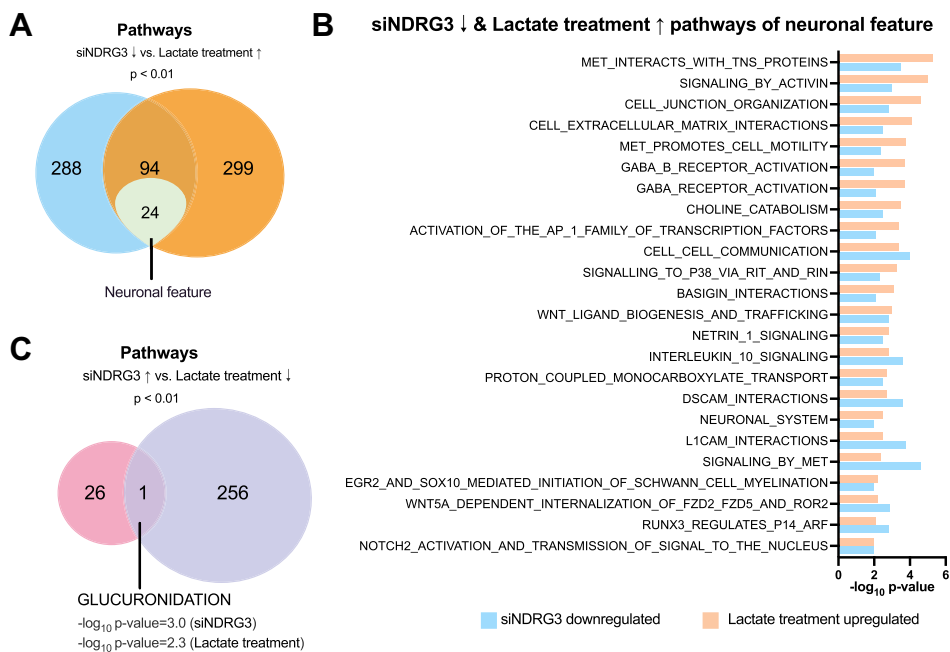 A
Pathways
siNDRG3 ↓ vs. Lactate treatment ↑
p < 0.01
288
94
299
24
Neuronal feature
B
siNDRG3 ↓ & Lactate treatment ↑ pathways of neuronal feature
MET_INTERACTS_WITH_TNS_PROTEINS
SIGNALING_BY_ACTIVIN
CELL_JUNCTION_ORGANIZATION
CELL_EXTRACELLULAR_MATRIX_INTERACTIONS
MET_PROMOTES_CELL_MOTILITY
GABA_B_RECEPTOR_ACTIVATION
GABA_RECEPTOR_ACTIVATION
CHOLINE_CATABOLISM
ACTIVATION_OF_THE_AP_1_FAMILY_OF_TRANSCRIPTION_FACTORS
CELL_CELL_COMMUNICATION
SIGNALLING_TO_P38_VIA_RIT_AND_RIN
BASIGIN_INTERACTIONS
WNT_LIGAND_BIOGENESIS_AND_TRAFFICKING
NETRIN_1_SIGNALING
INTERLEUKIN_10_SIGNALING
PROTON_COUPLED_MONOCARBOXYLATE_TRANSPORT
DSCAM_INTERACTIONS
NEURONAL_SYSTEM
L1CAM_INTERACTIONS
SIGNALING_BY_MET
EGR2_AND_SOX10_MEDIATED_INITIATION_OF_SCHWANN_CELL_MYELINATION
WNT5A_DEPENDENT_INTERNALIZATION_OF_FZD2_FZD5_AND_ROR2
RUNX3_REGULATES_P14_ARF
NOTCH2_ACTIVATION_AND_TRANSMISSION_OF_SIGNAL_TO_THE_NUCLEUS
0 2 4 6
-log10 p-value
siNDRG3 downregulated
Lactate treatment upregulated
C
Pathways
siNDRG3 ↑ vs. Lactate treatment ↓
p < 0.01
26
1
256
GLUCURONIDATION
-log10 p-value=3.0 (siNDRG3)
-log10 p-value=2.3 (Lactate treatment)